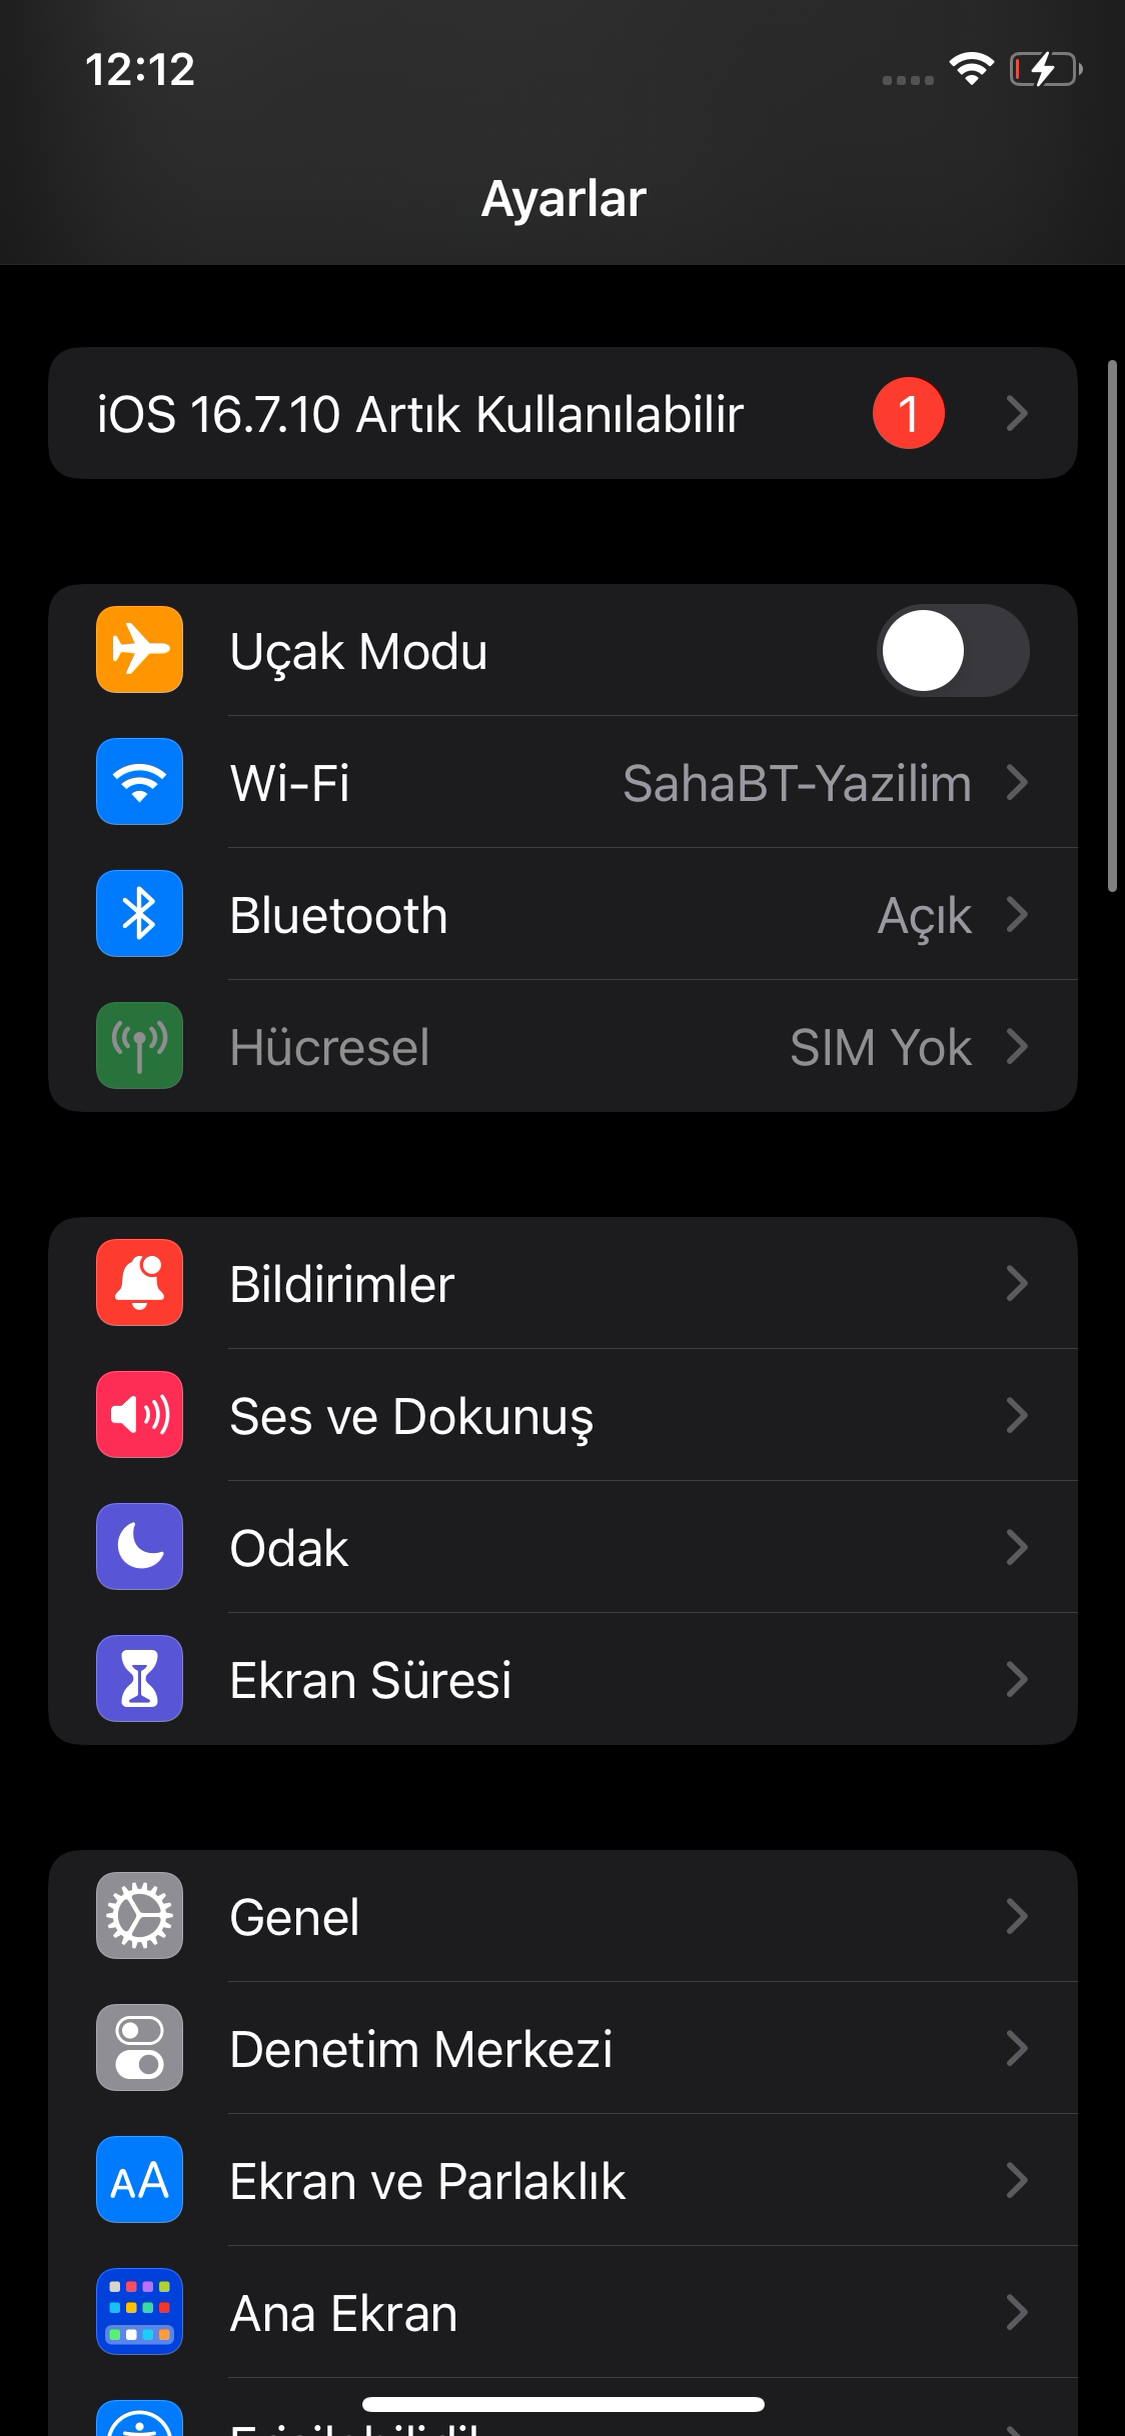 12:12
Ayarlar
iOS 16.7.10 Artık Kullanılabilir 1
Uçak Modu
Wi-Fi SahaBT-Yazilim
Bluetooth Açık
Hücresel SIM Yok
Bildirimler
Ses ve Dokunuş
Odak
Ekran Süresi
Genel
Denetim Merkezi
AA Ekran ve Parlaklık
Ana Ekran